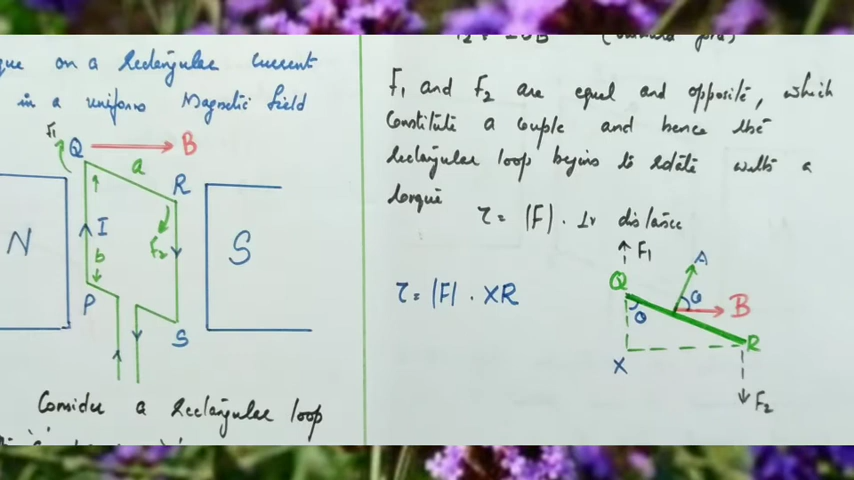 que on a Rectangular Current
in a uniform Magnetic field
F₁
Q
B
a
R
N
I
F₂
S
b
P
S
Consider a Rectangular loop
F₁ and F₂ are equal and opposite, which
Constitute a Couple and hence the
Rectangular loop begins to rotate with a
torque
τ = |F| . ⊥r distance
τ = |F| . XR
F₁
A
Q
θ
B
θ
R
X
F₂